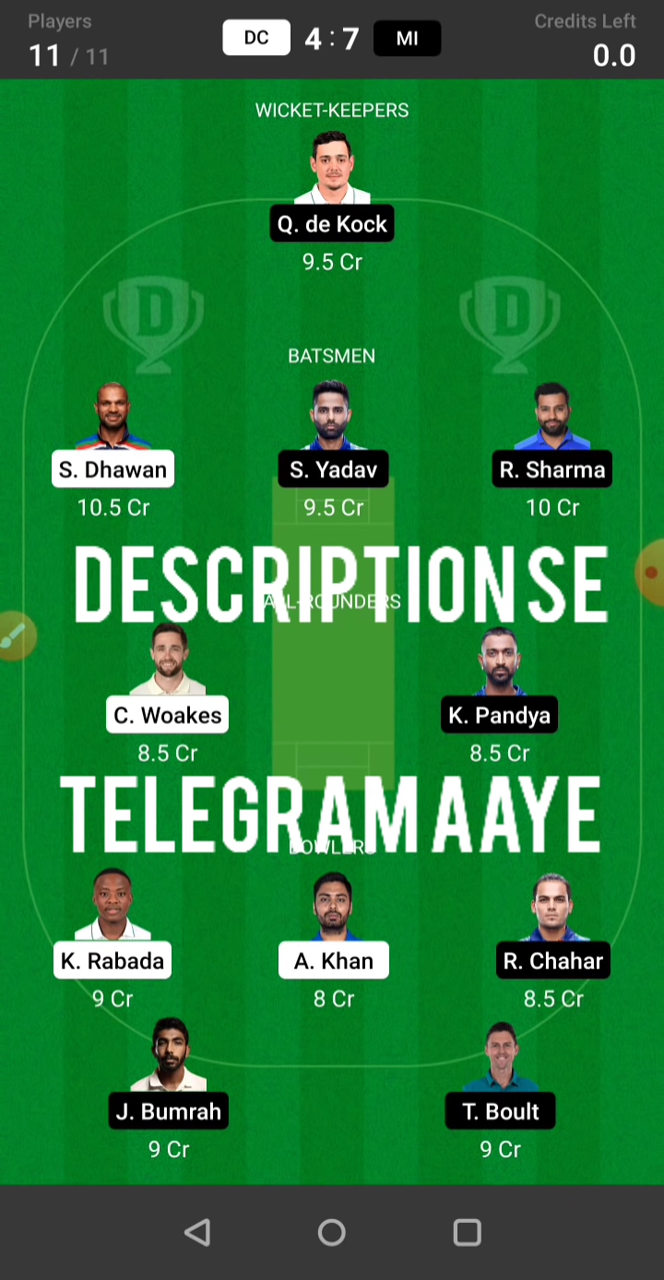 Players
DC 4 : 7 MI
Credits Left
11 / 11
0.0
WICKET-KEEPERS
Q. de Kock
9.5 Cr
D
D
BATSMEN
S. Dhawan
S. Yadav
R. Sharma
10.5 Cr
9.5 Cr
10 Cr
DESCRIPTION SE
ALL-ROUNDERS
C. Woakes
K. Pandya
8.5 Cr
8.5 Cr
TELEGRAM AAYE
BOWLERS
K. Rabada
A. Khan
R. Chahar
9 Cr
8 Cr
8.5 Cr
J. Bumrah
T. Boult
9 Cr
9 Cr